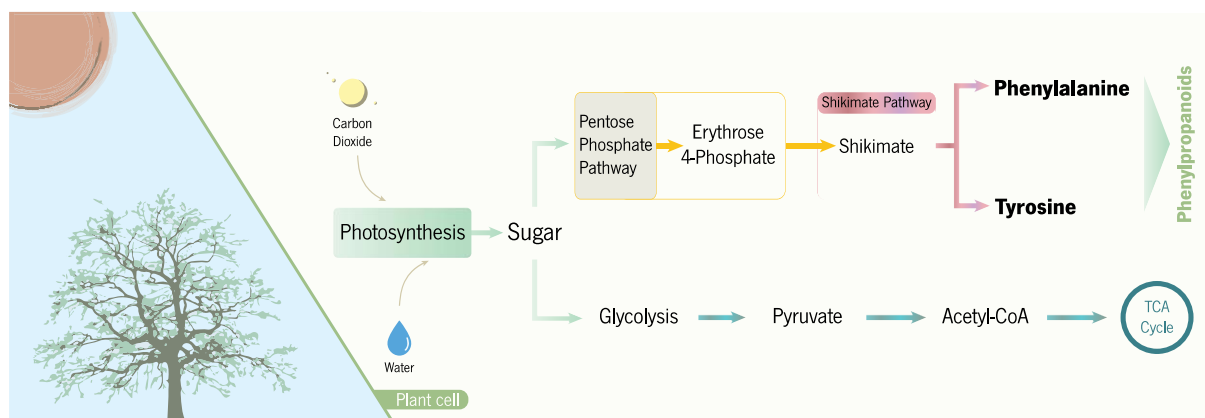 Carbon
Dioxide
Photosynthesis
Water
Plant cell
Sugar
Pentose
Phosphate
Pathway
Erythrose
4-Phosphate
Shikimate Pathway
Shikimate
Phenylalanine
Tyrosine
Phenylpropanoids
Glycolysis
Pyruvate
Acetyl-CoA
TCA
Cycle